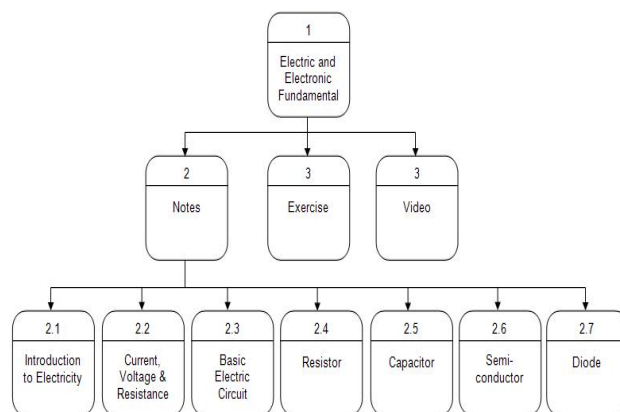 1
Electric and
Electronic
Fundamental
2
Notes
3
Exercise
3
Video
2.1
Introduction
to Electricity
2.2
Current,
Voltage &
Resistance
2.3
Basic
Electric
Circuit
2.4
Resistor
2.5
Capacitor
2.6
Semi-
conductor
2.7
Diode